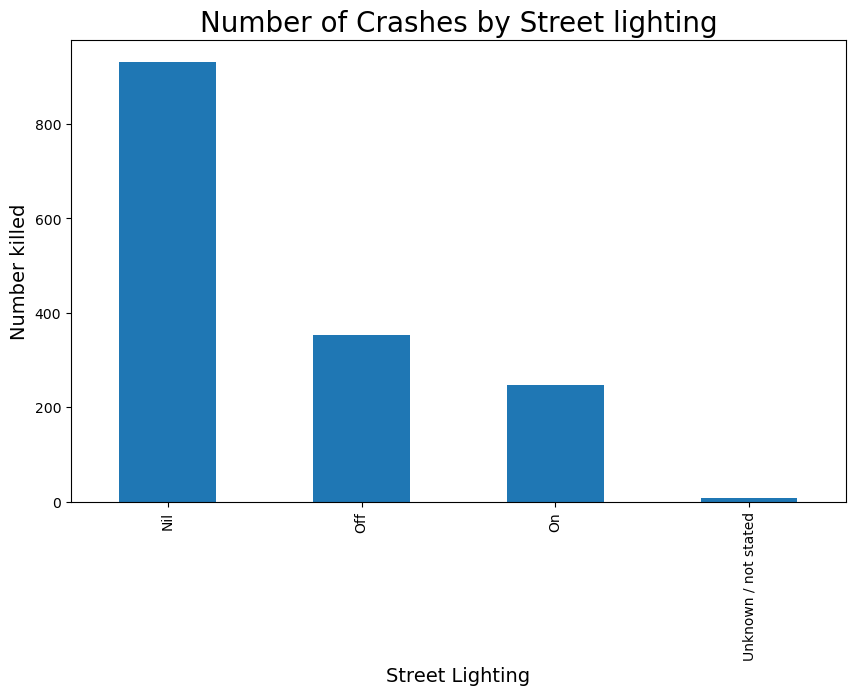 Number of Crashes by Street lighting
Number killed
800
600
400
200
0
Nil
Off
On
Unknown / not stated
Street Lighting